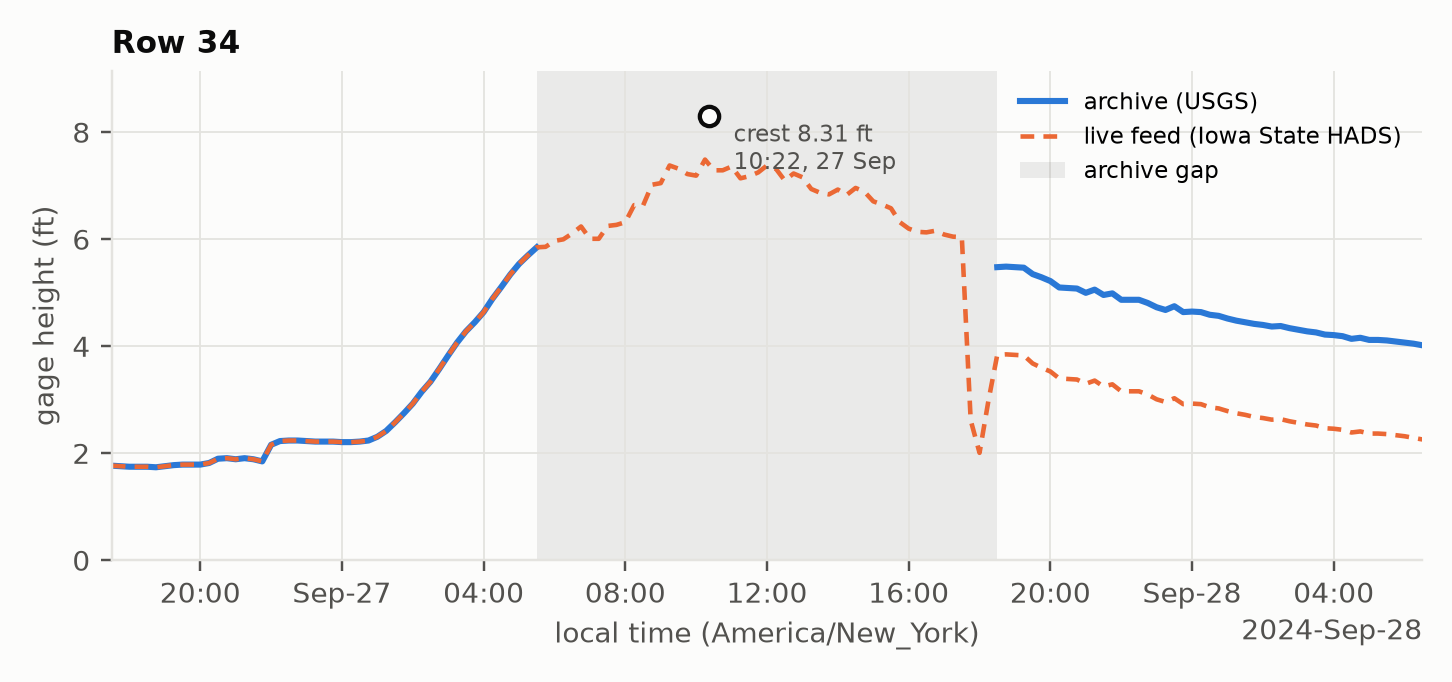 Row 34
archive (USGS)
live feed (Iowa State HADS)
archive gap
crest 8.31 ft
10:22, 27 Sep
gage height (ft)
8
6
4
2
0
20:00 Sep-27 04:00 08:00 12:00 16:00 20:00 Sep-28 04:00
local time (America/New_York)
2024-Sep-28